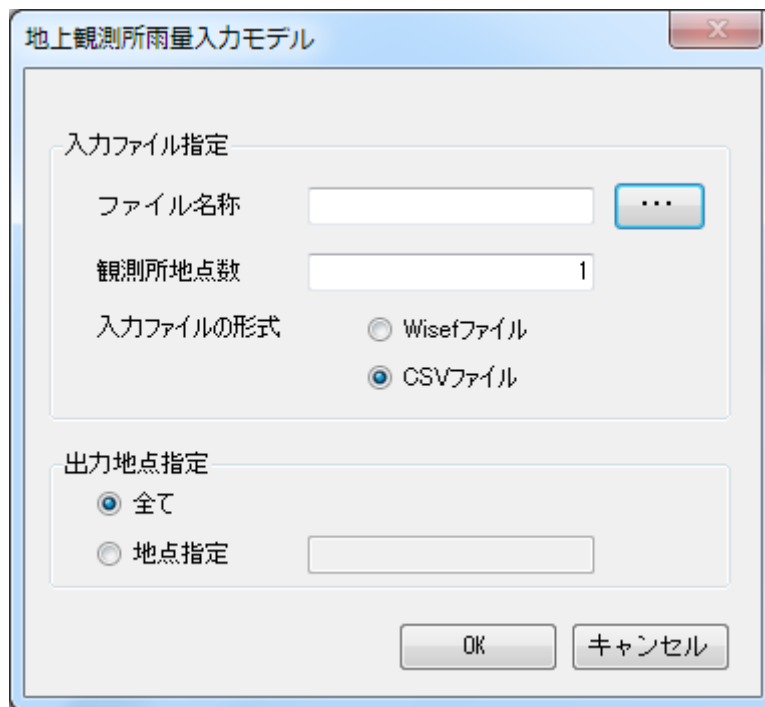 地上観測所雨量入力モデル
入力ファイル指定
ファイル名称
...
観測所地点数
1
入力ファイルの形式
Wisefファイル
CSVファイル
出力地点指定
全て
地点指定
OK
キャンセル